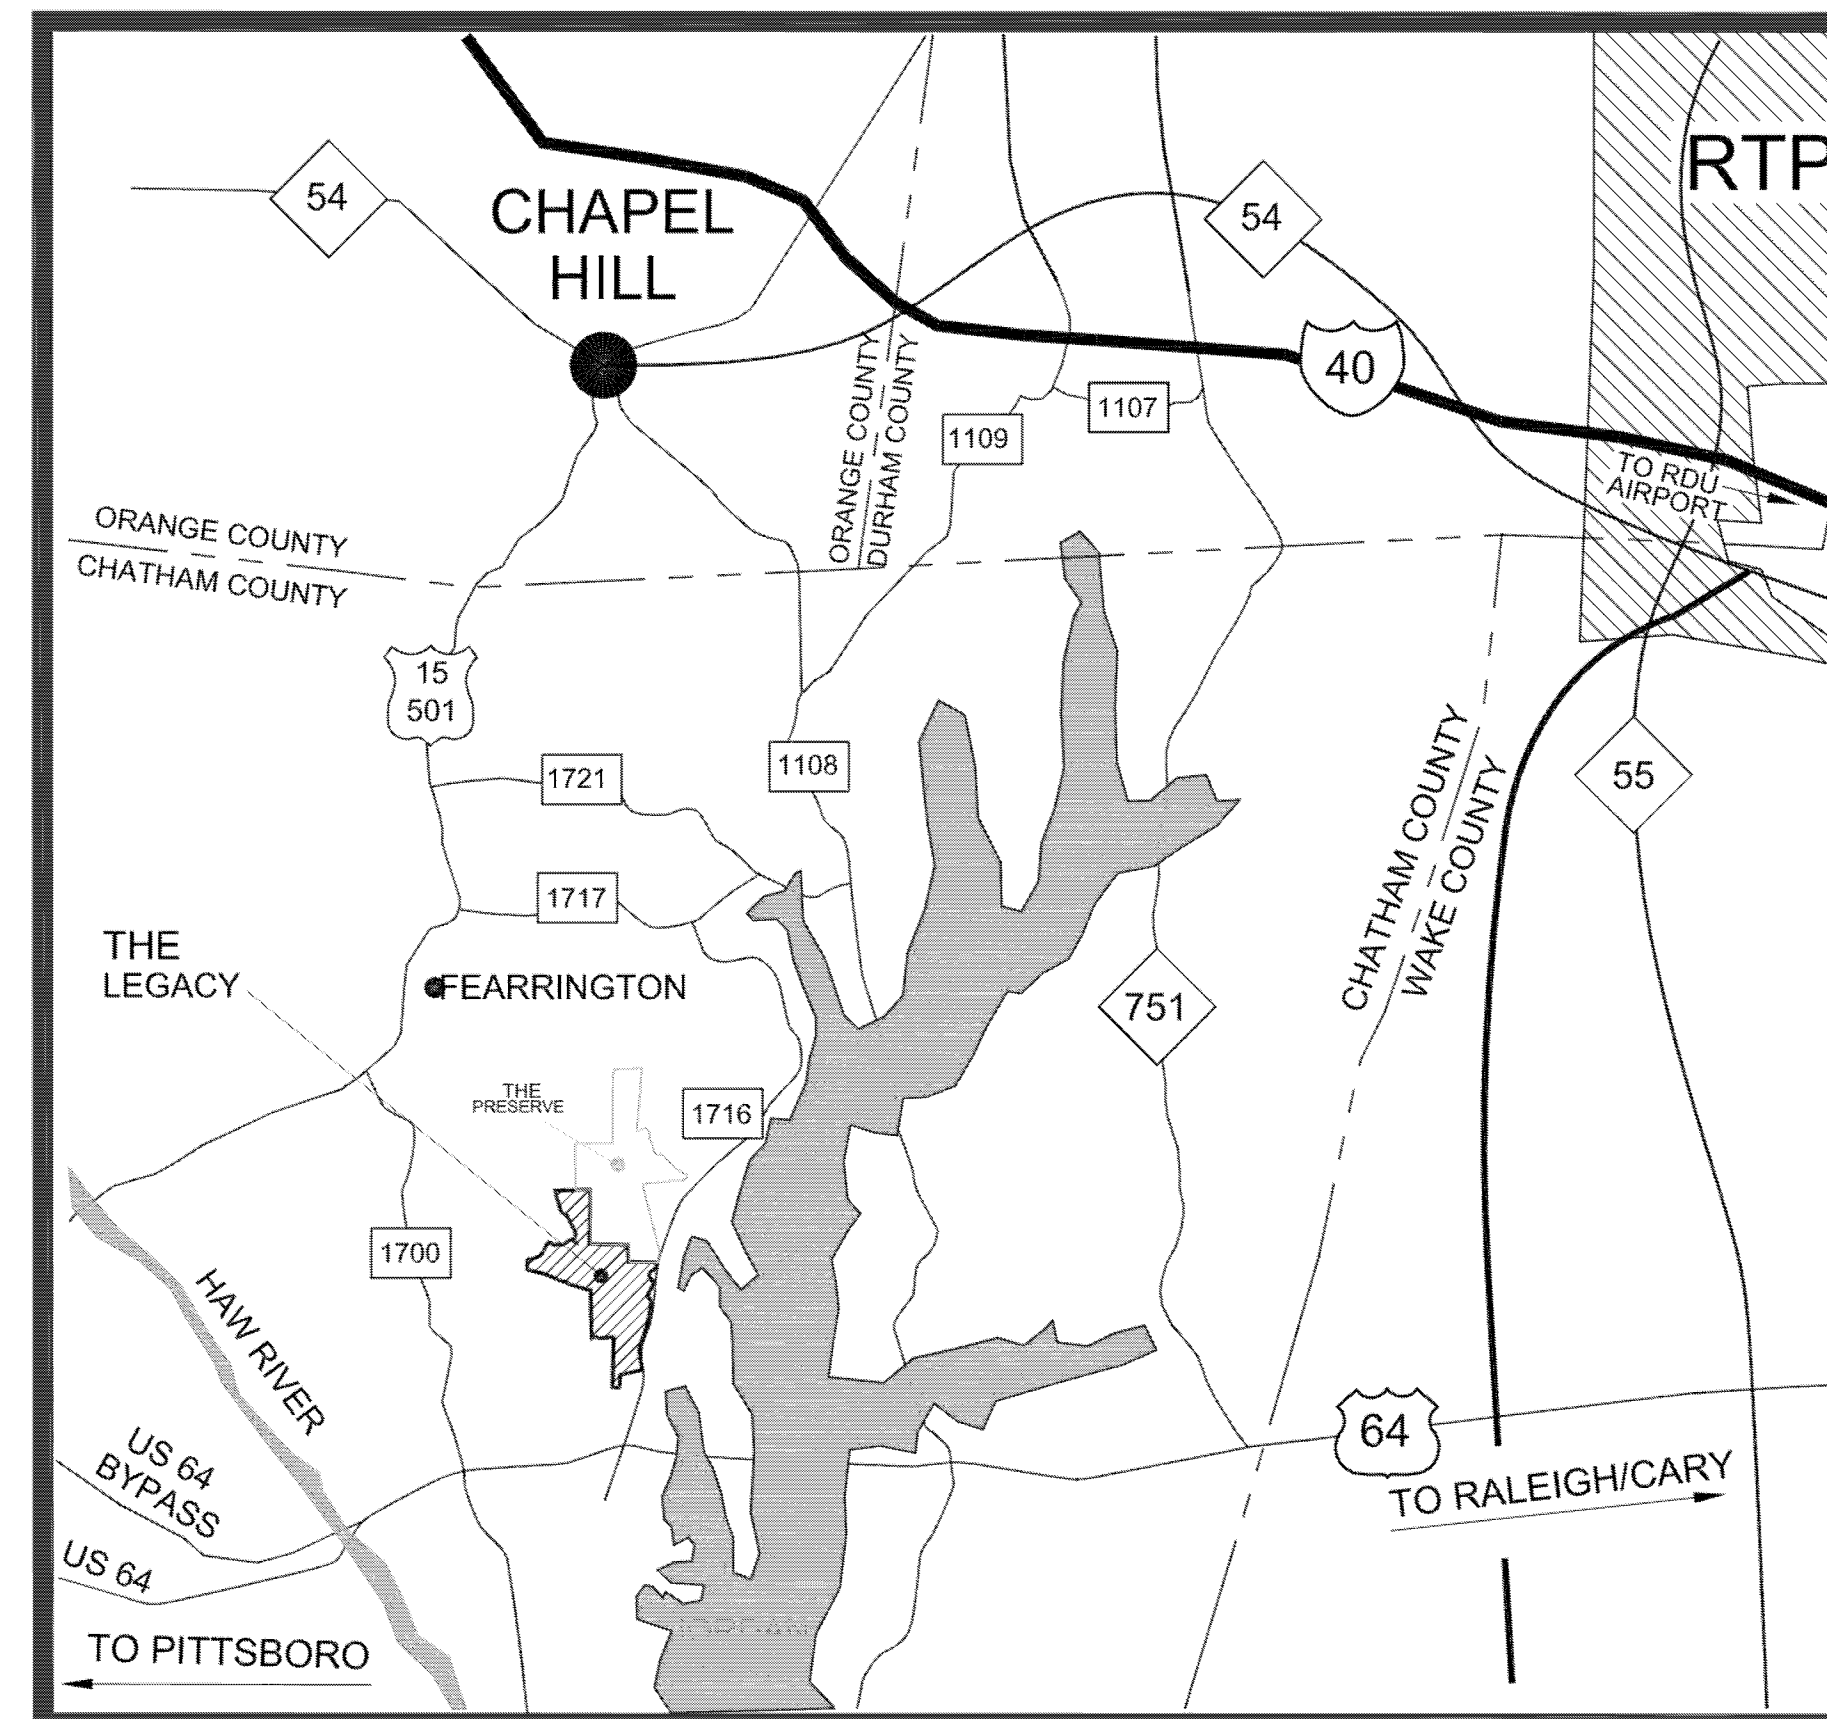 RTP
54
CHAPEL
HILL
54
40
1107
1109
ORANGE COUNTY
DURHAM COUNTY
TO RDU
AIRPORT
ORANGE COUNTY
CHATHAM COUNTY
15
501
1721
1108
55
CHATHAM COUNTY
WAKE COUNTY
1717
THE
LEGACY
FEARRINGTON
751
THE
PRESERVE
1716
1700
HAW RIVER
64
TO RALEIGH/CARY
US 64
BYPASS
US 64
TO PITTSBORO